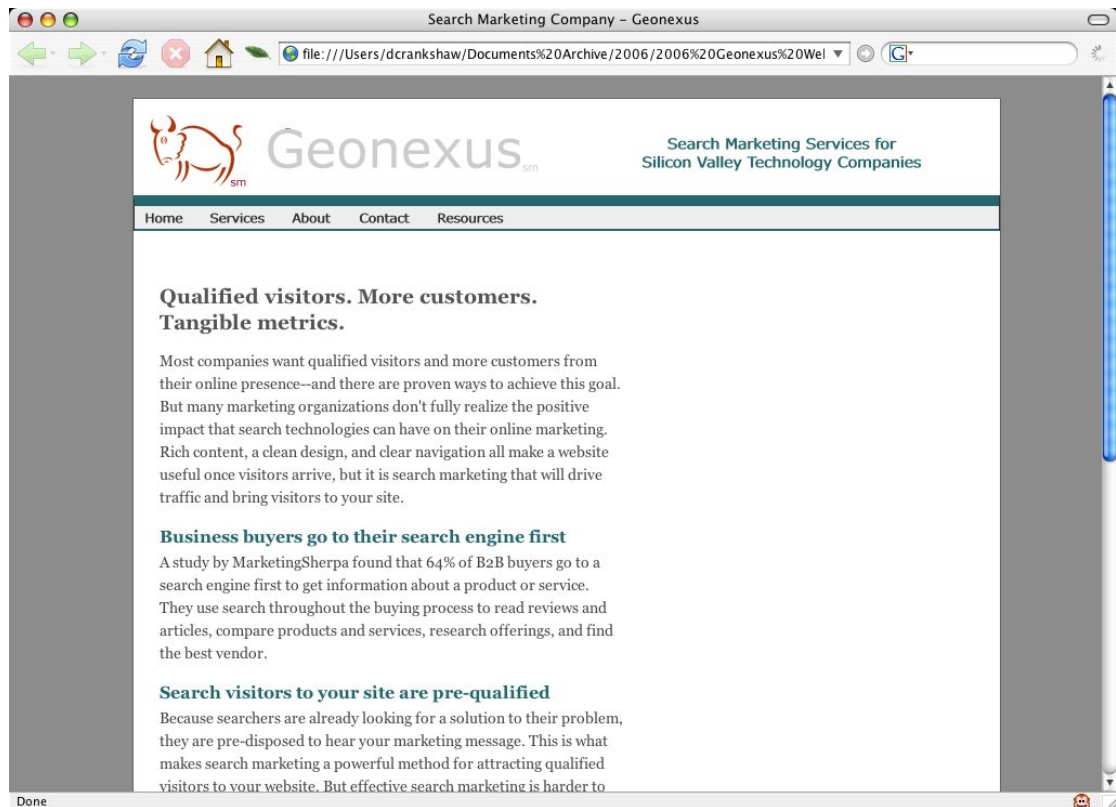 Search Marketing Company – Geonexus
file:///Users/dcrankshaw/Documents%20Archive/2006/2006%20Geonexus%20Wel
G
sm
Geonexus sm
Search Marketing Services for
Silicon Valley Technology Companies
Home Services About Contact Resources
Qualified visitors. More customers.
Tangible metrics.
Most companies want qualified visitors and more customers from
their online presence--and there are proven ways to achieve this goal.
But many marketing organizations don't fully realize the positive
impact that search technologies can have on their online marketing.
Rich content, a clean design, and clear navigation all make a website
useful once visitors arrive, but it is search marketing that will drive
traffic and bring visitors to your site.
Business buyers go to their search engine first
A study by MarketingSherpa found that 64% of B2B buyers go to a
search engine first to get information about a product or service.
They use search throughout the buying process to read reviews and
articles, compare products and services, research offerings, and find
the best vendor.
Search visitors to your site are pre-qualified
Because searchers are already looking for a solution to their problem,
they are pre-disposed to hear your marketing message. This is what
makes search marketing a powerful method for attracting qualified
visitors to your website. But effective search marketing is harder to
Done